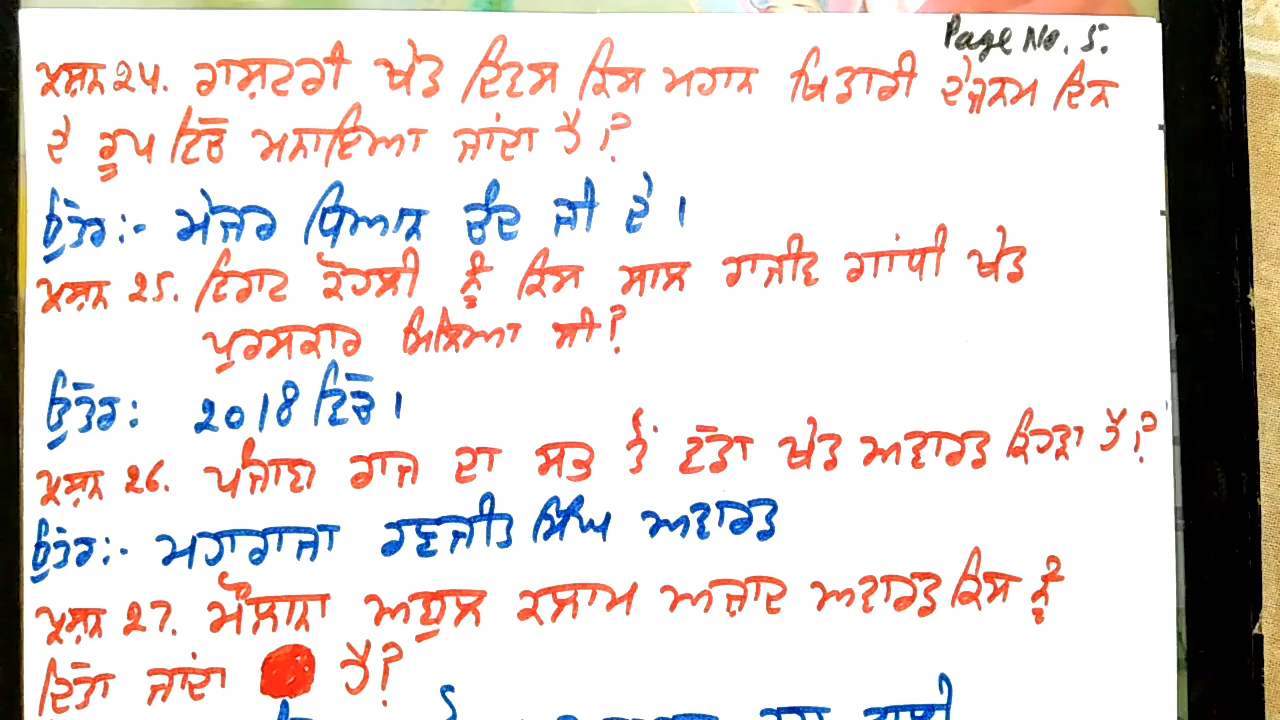 Page No. 5.
ਪ੍ਰਸ਼ਨ 24. ਰਾਸ਼ਟਰੀ ਖੇਡ ਦਿਵਸ ਕਿਸ ਮਹਾਨ ਖਿਡਾਰੀ ਦੇ ਜਨਮ ਦਿਨ
ਦੇ ਰੂਪ ਵਿੱਚ ਮਨਾਇਆ ਜਾਂਦਾ ਹੈ?
ਉੱਤਰ:- ਮੇਜਰ ਧਿਆਨ ਚੰਦ ਜੀ ਦੇ।
ਪ੍ਰਸ਼ਨ 25. ਵਿਰਾਟ ਕੋਹਲੀ ਨੂੰ ਕਿਸ ਸਾਲ ਰਾਜੀਵ ਗਾਂਧੀ ਖੇਡ
ਪੁਰਸਕਾਰ ਮਿਲਿਆ ਸੀ?
ਉੱਤਰ: 2018 ਵਿੱਚ।
ਪ੍ਰਸ਼ਨ 26. ਪੰਜਾਬ ਰਾਜ ਦਾ ਸਭ ਤੋਂ ਵੱਡਾ ਖੇਡ ਅਵਾਰਡ ਕਿਹੜਾ ਹੈ?
ਉੱਤਰ:- ਮਹਾਰਾਜਾ ਰਣਜੀਤ ਸਿੰਘ ਅਵਾਰਡ
ਪ੍ਰਸ਼ਨ 27. ਮੌਲਾਨਾ ਅਬੁਲ ਕਲਾਮ ਅਜ਼ਾਦ ਅਵਾਰਡ ਕਿਸ ਨੂੰ
ਦਿੱਤਾ ਜਾਂਦਾ ਹੈ?